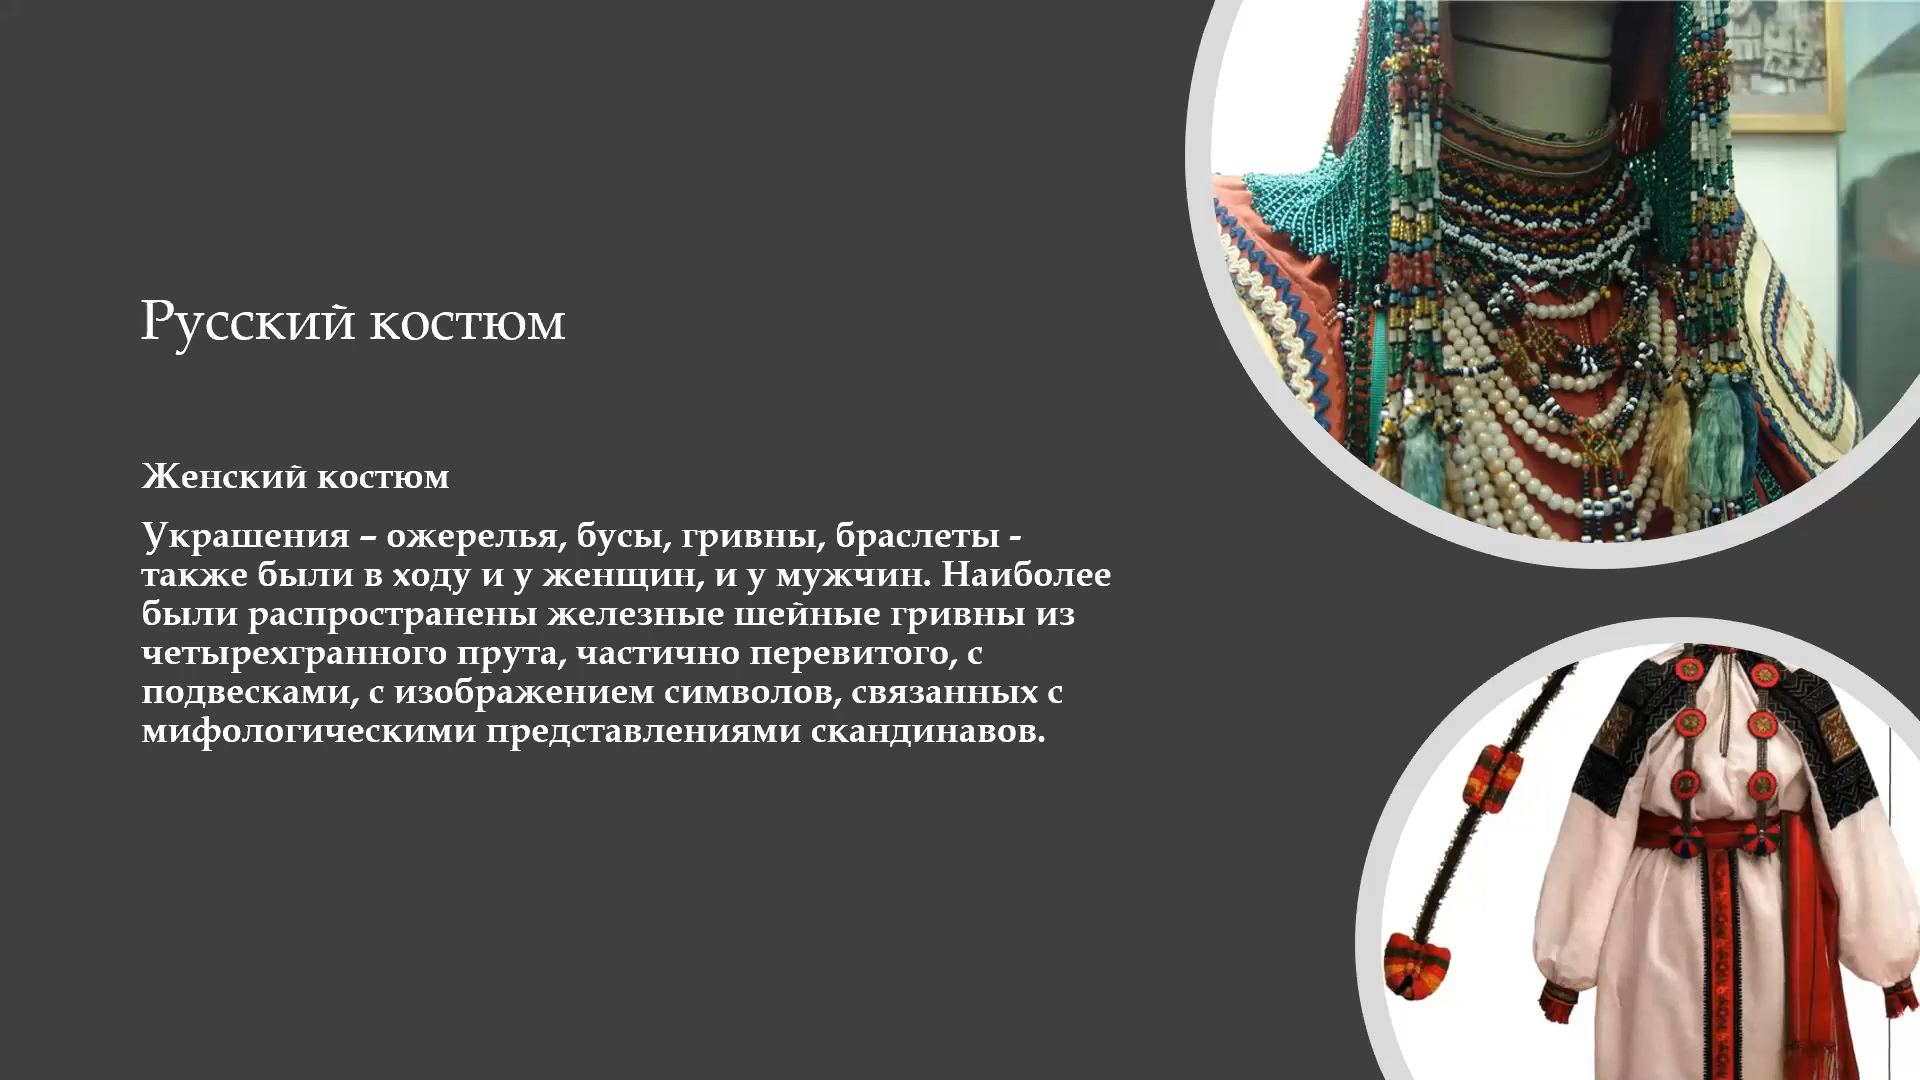 Русский костюм
Женский костюм
Украшения – ожерелья, бусы, гривны, браслеты -
также были в ходу и у женщин, и у мужчин. Наиболее
были распространены железные шейные гривны из
четырехгранного прута, частично перевитого, с
подвесками, с изображением символов, связанных с
мифологическими представлениями скандинавов.